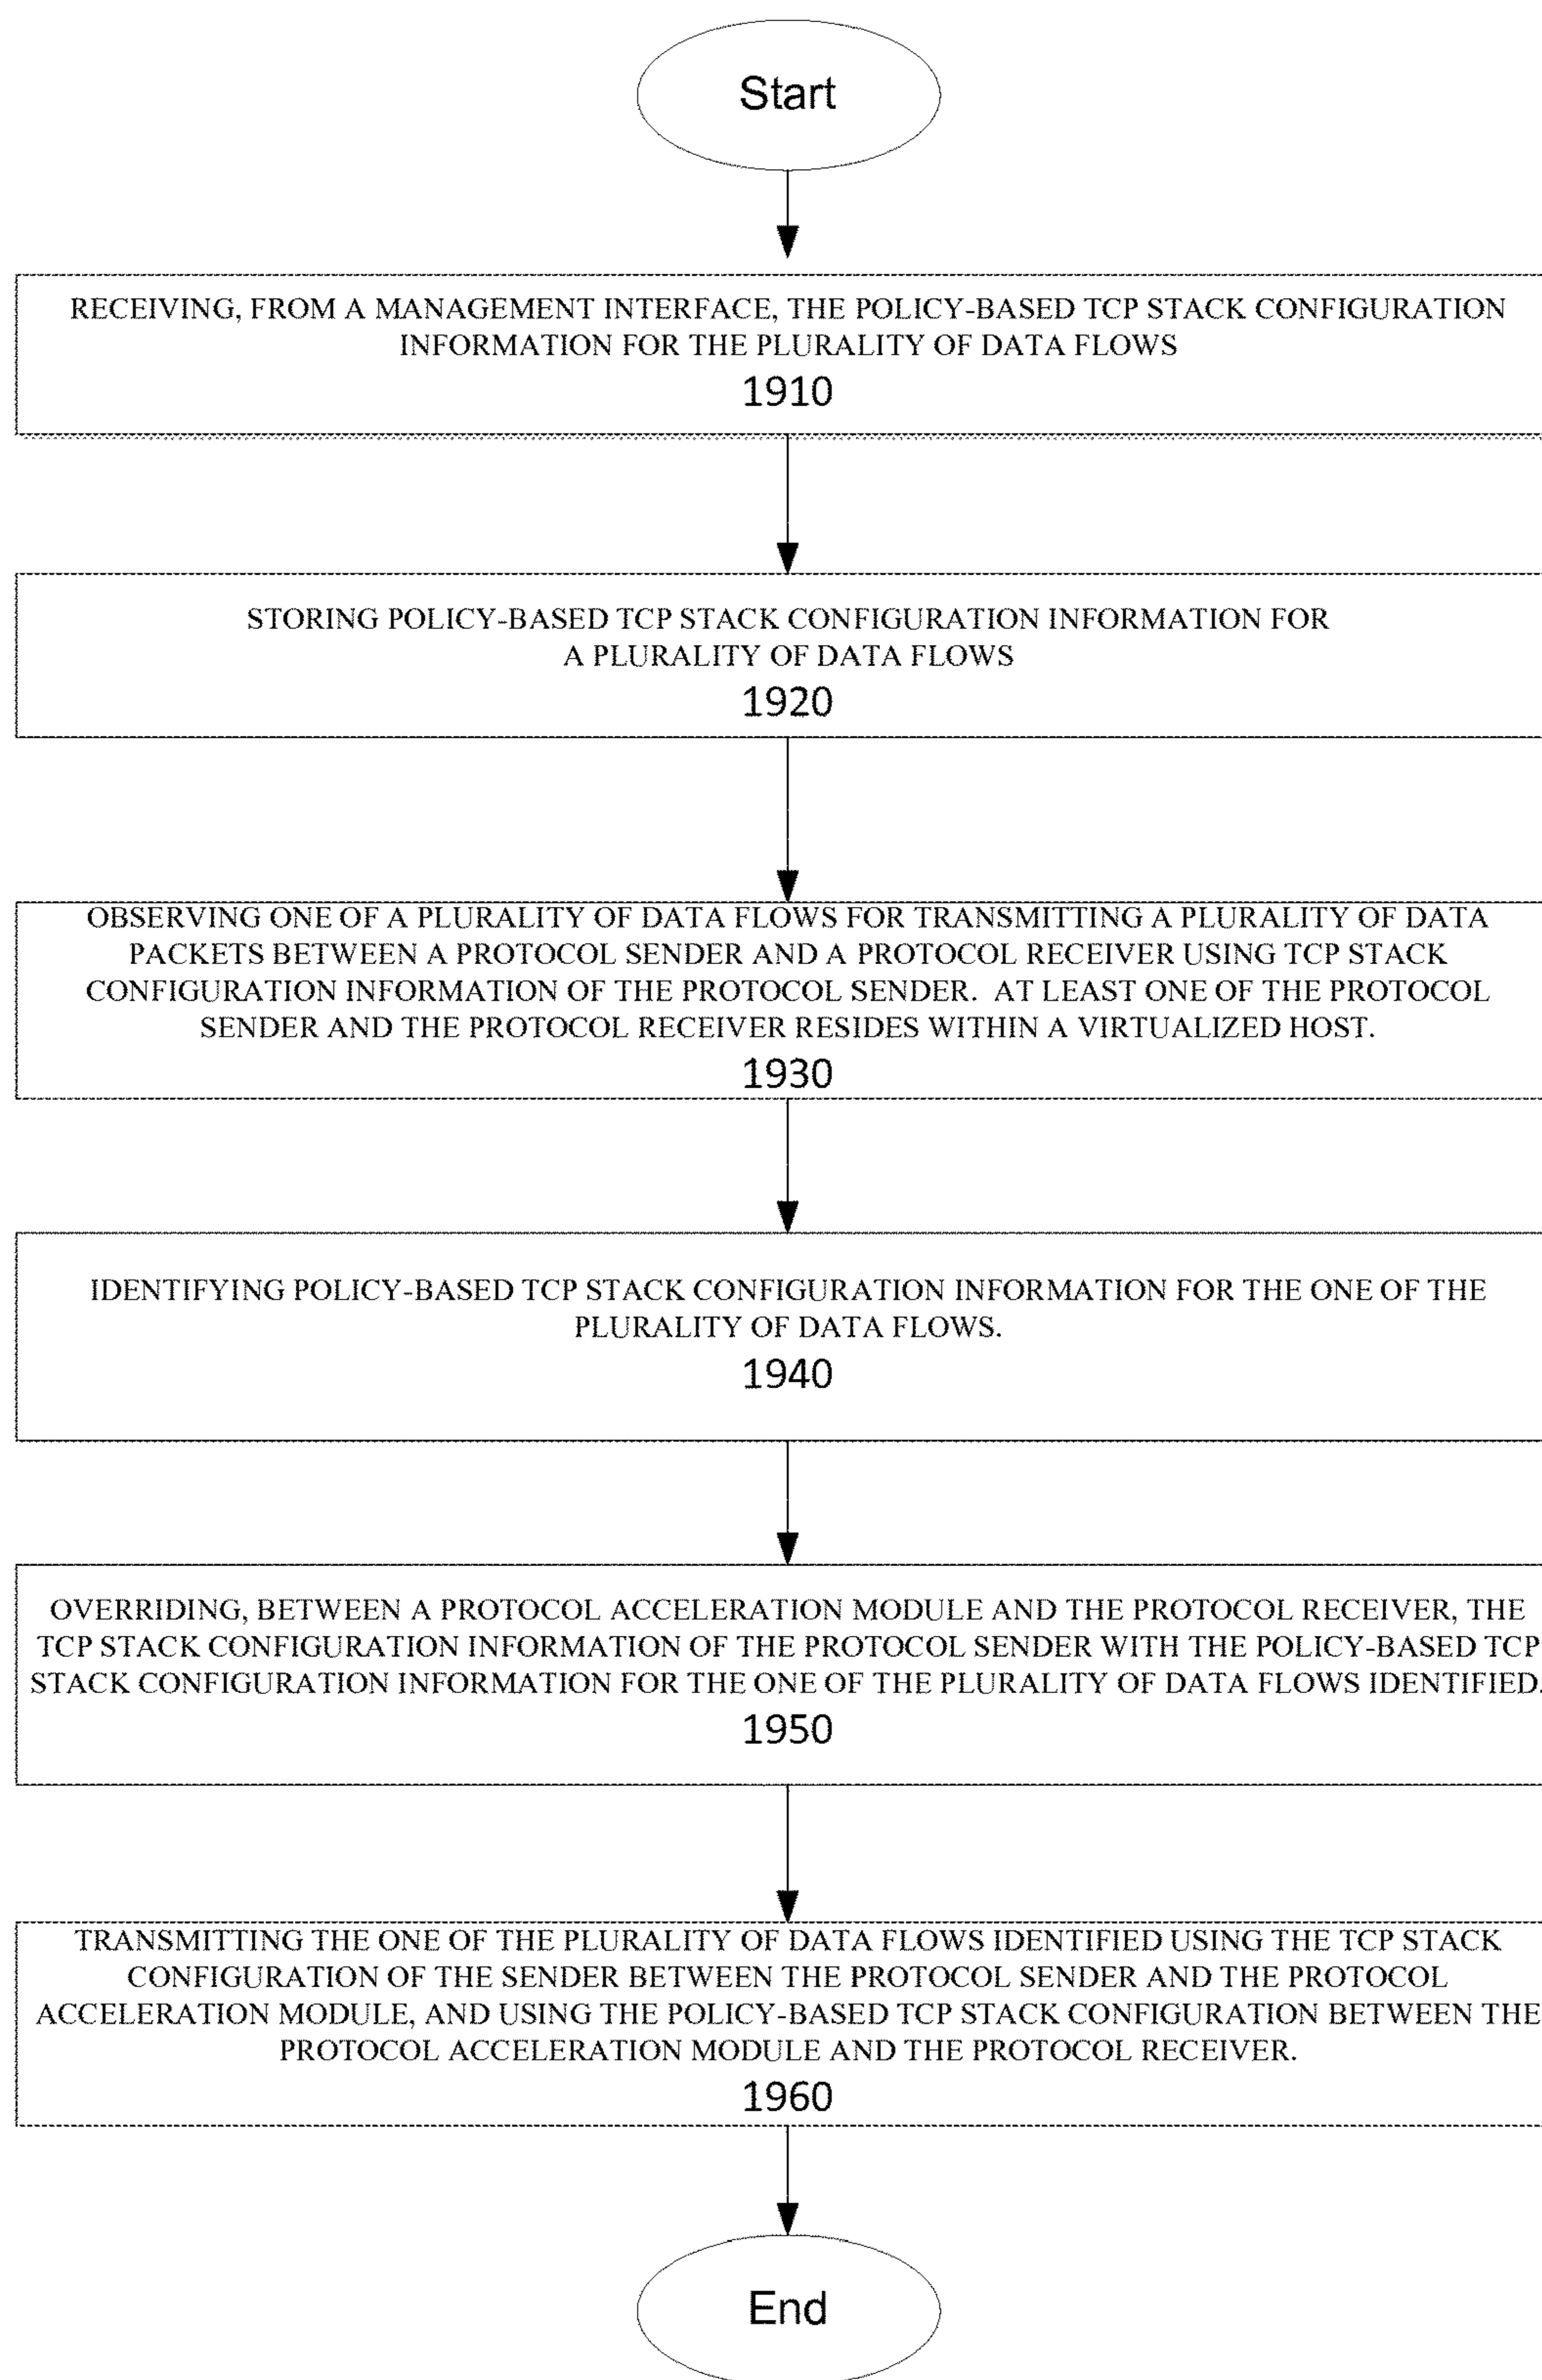 Start
RECEIVING, FROM A MANAGEMENT INTERFACE, THE POLICY-BASED TCP STACK CONFIGURATION
INFORMATION FOR THE PLURALITY OF DATA FLOWS
1910
STORING POLICY-BASED TCP STACK CONFIGURATION INFORMATION FOR
A PLURALITY OF DATA FLOWS
1920
OBSERVING ONE OF A PLURALITY OF DATA FLOWS FOR TRANSMITTING A PLURALITY OF DATA
PACKETS BETWEEN A PROTOCOL SENDER AND A PROTOCOL RECEIVER USING TCP STACK
CONFIGURATION INFORMATION OF THE PROTOCOL SENDER. AT LEAST ONE OF THE PROTOCOL
SENDER AND THE PROTOCOL RECEIVER RESIDES WITHIN A VIRTUALIZED HOST.
1930
IDENTIFYING POLICY-BASED TCP STACK CONFIGURATION INFORMATION FOR THE ONE OF THE
PLURALITY OF DATA FLOWS.
1940
OVERRIDING, BETWEEN A PROTOCOL ACCELERATION MODULE AND THE PROTOCOL RECEIVER, THE
TCP STACK CONFIGURATION INFORMATION OF THE PROTOCOL SENDER WITH THE POLICY-BASED TCP
STACK CONFIGURATION INFORMATION FOR THE ONE OF THE PLURALITY OF DATA FLOWS IDENTIFIED.
1950
TRANSMITTING THE ONE OF THE PLURALITY OF DATA FLOWS IDENTIFIED USING THE TCP STACK
CONFIGURATION OF THE SENDER BETWEEN THE PROTOCOL SENDER AND THE PROTOCOL
ACCELERATION MODULE, AND USING THE POLICY-BASED TCP STACK CONFIGURATION BETWEEN THE
PROTOCOL ACCELERATION MODULE AND THE PROTOCOL RECEIVER.
1960
End